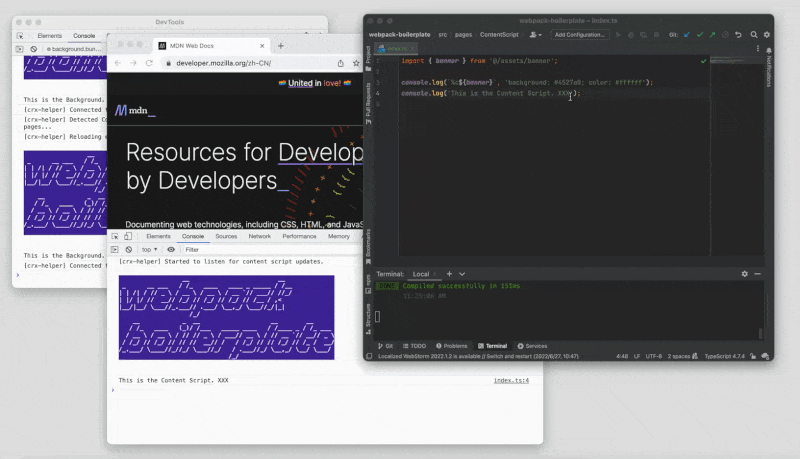 DevTools
Elements
Console
background.bun...
This is the Background.
[crx-helper] Connected t
[crx-helper] Detected Co
pages...
[crx-helper] Reloading e
This is the Background.
[crx-helper] Connected t
MDN Web Docs
developer.mozilla.org/zh-CN/
United in love!
mdn_
Resources for Develop
by Developers_
Documenting web technologies, including CSS, HTML, and JavaS
Elements Console Sources Network Performance Memory
top
Filter
[crx-helper] Started to listen for content script updates.
webpack
boilerplate
This is the Content Script. XXX
index.ts:4
webpack-boilerplate – index.ts
webpack-boilerplate src pages ContentScript Add Configuration... Git:
Project
Pull Requests
Bookmarks
npm
Structure
Notifications
1 import { banner } from '@/assets/banner';
console.log(`%c${banner}`, 'background: #4527a0; color: #ffffff');
console.log('This is the Content Script. XXX');
Terminal: Local
DONE Compiled successfully in 155ms
11:29:00 AM
Git TODO Problems Terminal Services
Localized WebStorm 2022.1.2 is available // Switch and restart (2022/6/27, 10:47)
4:48 LF UTF-8 2 spaces TypeScript 4.7.4